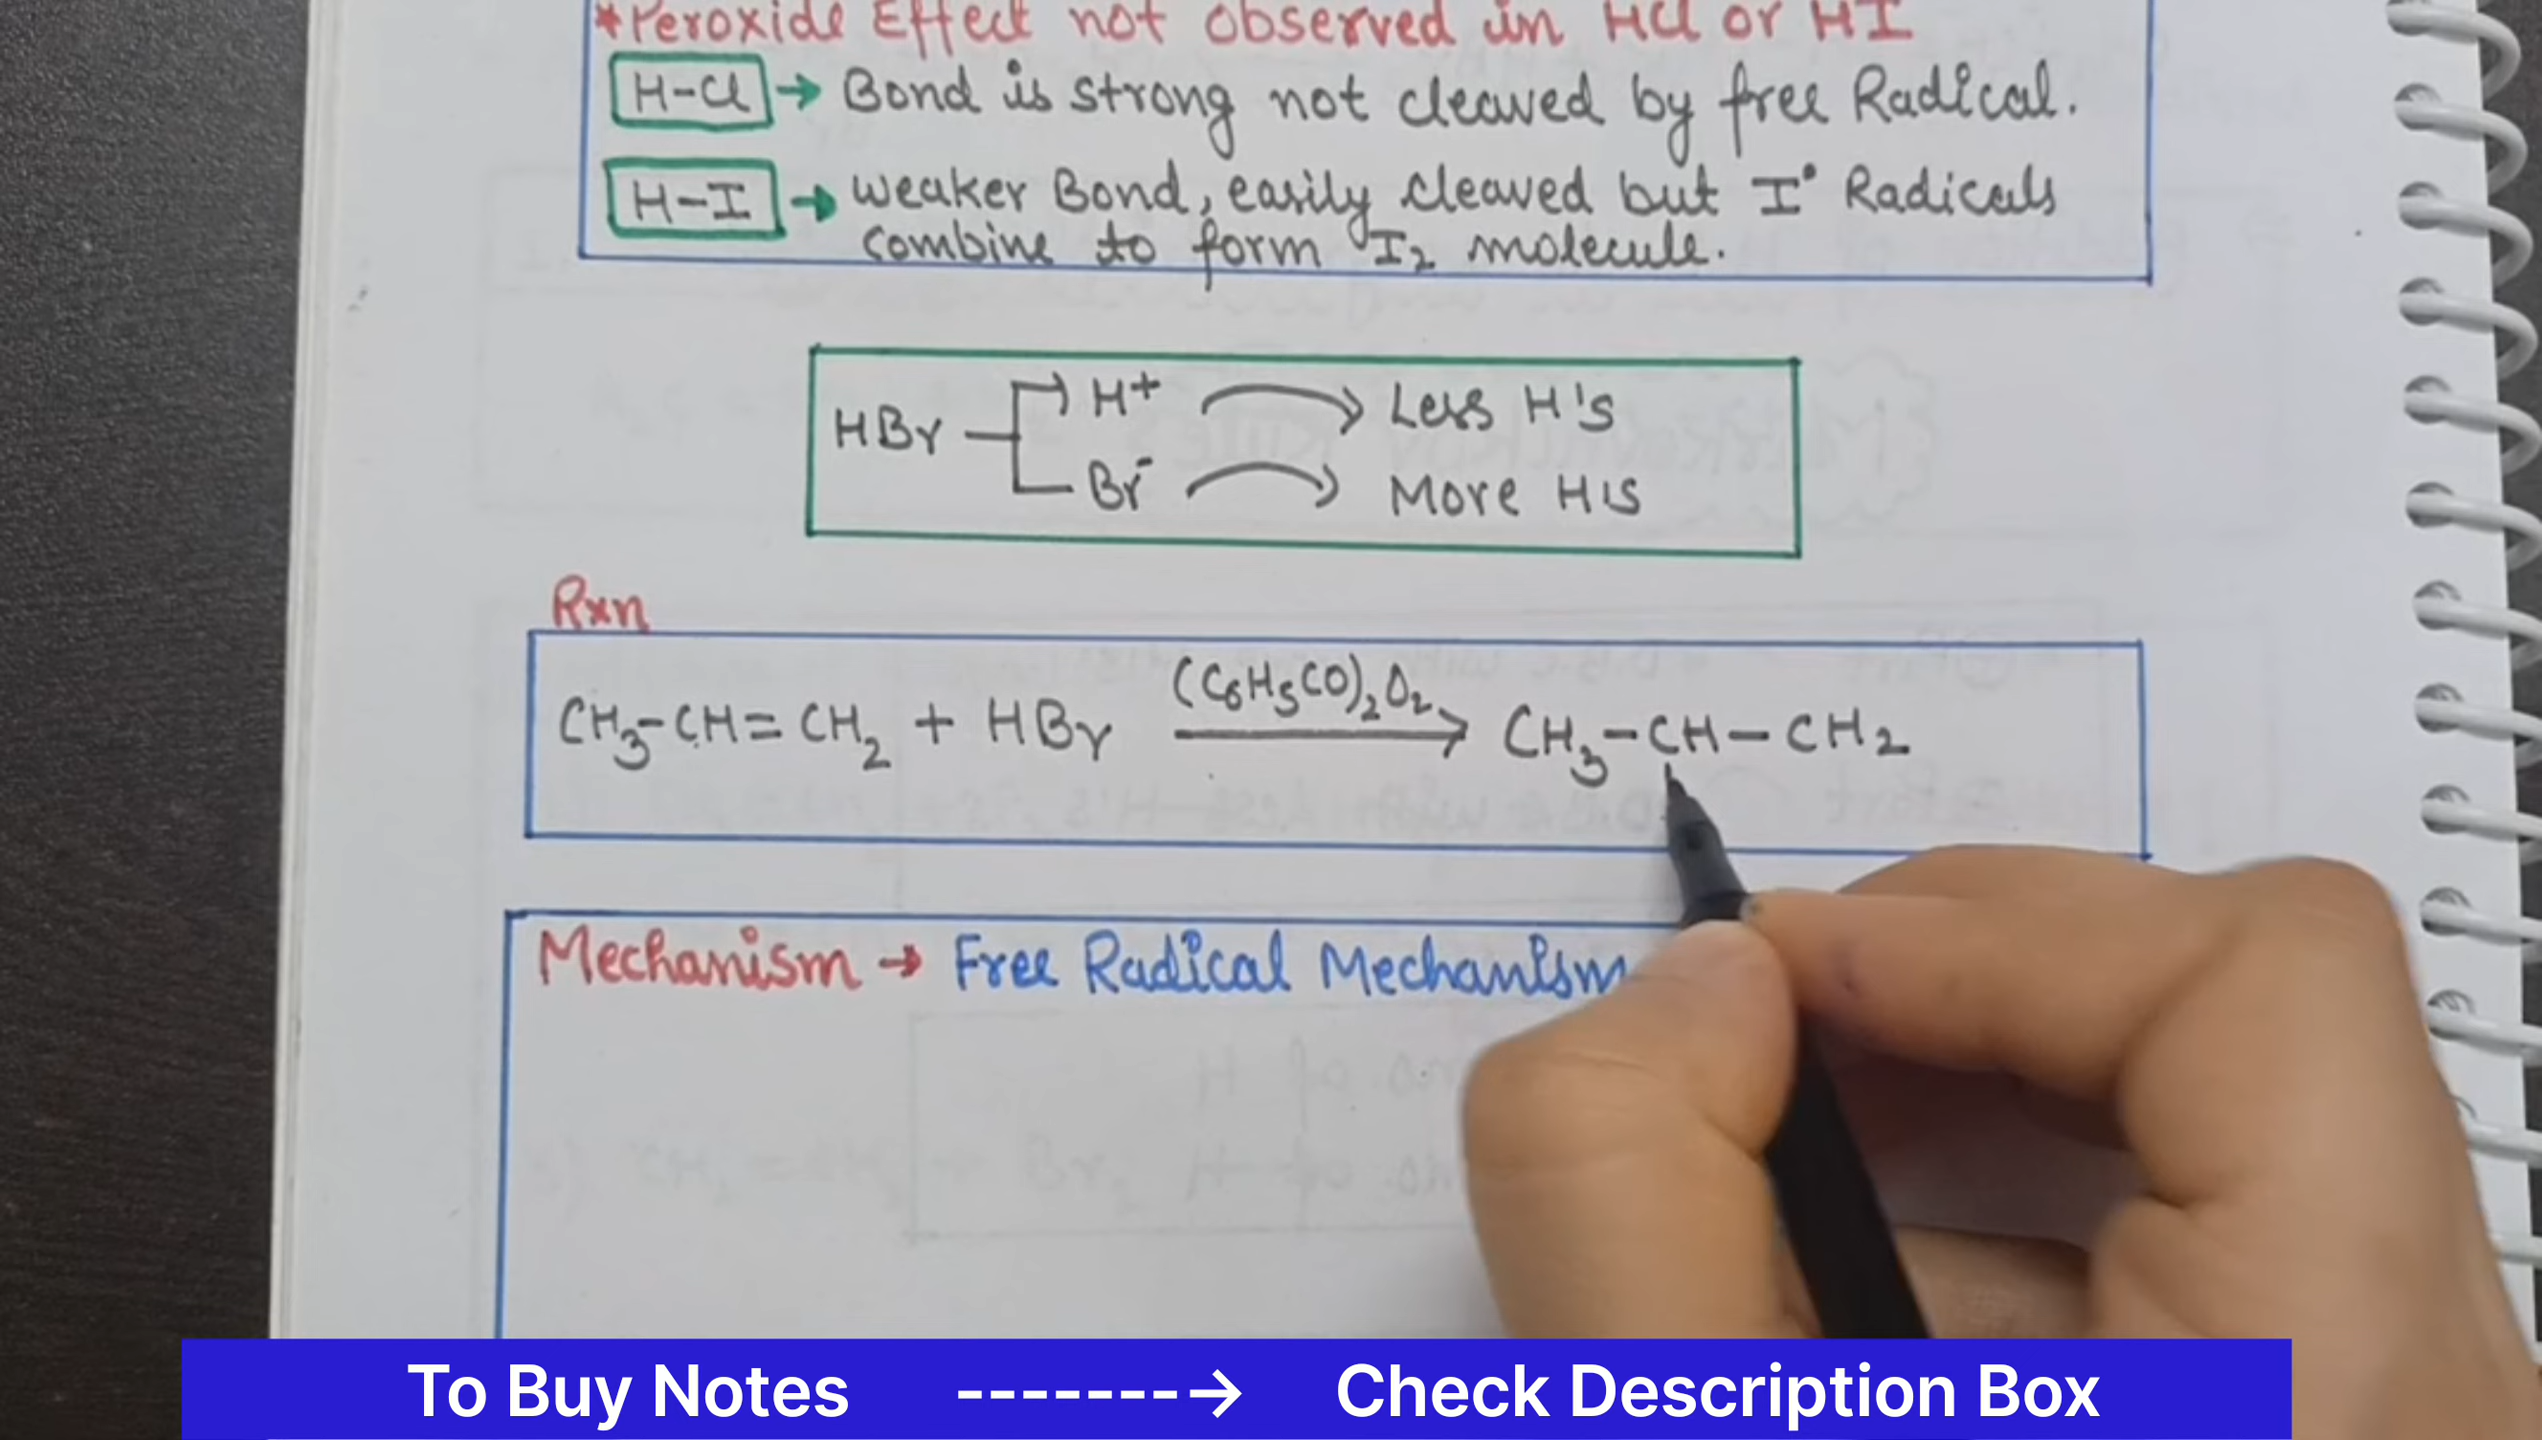 *Peroxide Effect not observed in HCl or HI
H-Cl → Bond is strong not cleaved by free Radical.
H-I → weaker Bond, easily cleaved but I• Radicals
combine to form I₂ molecule.
HBr
H⁺ → Less H's
Br⁻ → More H's
Rxn
(C₆H₅CO)₂O₂
CH₃-CH=CH₂ + HBr → CH₃-CH-CH₂
Mechanism → Free Radical Mechanism
To Buy Notes -------→ Check Description Box